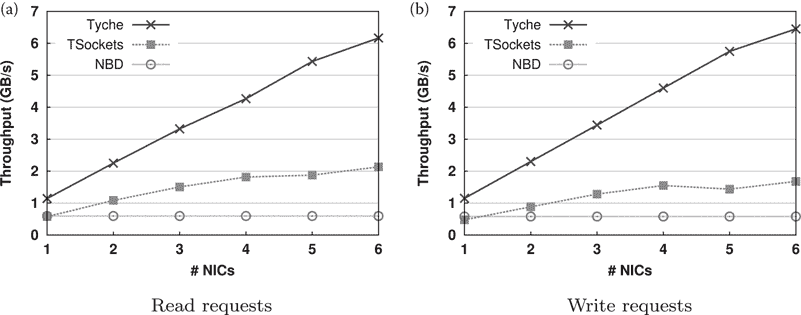 (a)
Throughput (GB/s)
7
6
5
4
3
2
1
0
Tyche
TSockets
NBD
1 2 3 4 5 6
# NICs
Read requests
(b)
Throughput (GB/s)
7
6
5
4
3
2
1
0
Tyche
TSockets
NBD
1 2 3 4 5 6
# NICs
Write requests